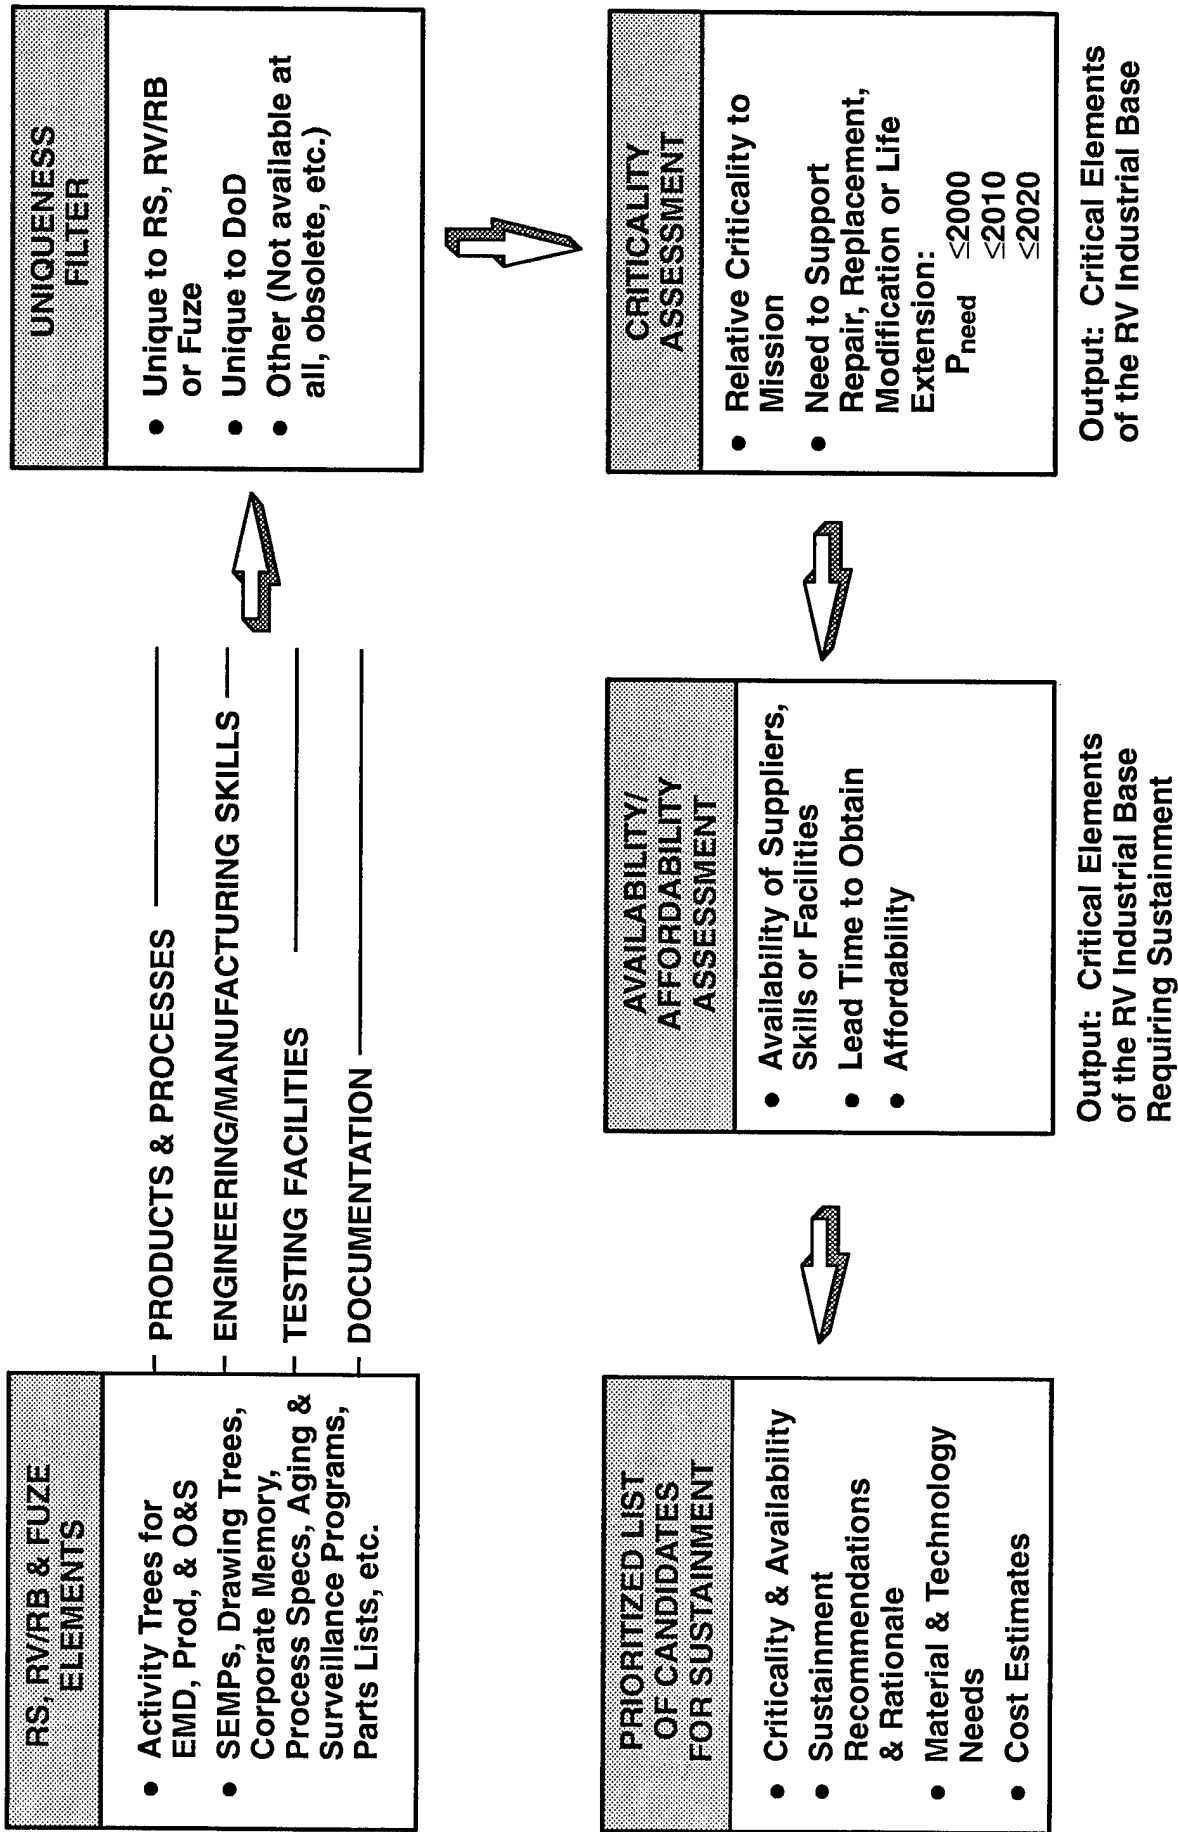 RS, RV/RB & FUZE
ELEMENTS
• Activity Trees for
EMD, Prod, & O&S
• SEMPs, Drawing Trees,
Corporate Memory,
Process Specs, Aging &
Surveillance Programs,
Parts Lists, etc.
PRODUCTS & PROCESSES
ENGINEERING/MANUFACTURING SKILLS
TESTING FACILITIES
DOCUMENTATION
UNIQUENESS
FILTER
• Unique to RS, RV/RB
or Fuze
• Unique to DoD
• Other (Not available at
all, obsolete, etc.)
CRITICALITY
ASSESSMENT
• Relative Criticality to
Mission
• Need to Support
Repair, Replacement,
Modification or Life
Extension:
Pneed ≤2000
≤2010
≤2020
Output: Critical Elements
of the RV Industrial Base
AVAILABILITY/
AFFORDABILITY
ASSESSMENT
• Availability of Suppliers,
Skills or Facilities
• Lead Time to Obtain
• Affordability
Output: Critical Elements
of the RV Industrial Base
Requiring Sustainment
PRIORITIZED LIST
OF CANDIDATES
FOR SUSTAINMENT
• Criticality & Availability
• Sustainment
Recommendations
& Rationale
• Material & Technology
Needs
• Cost Estimates